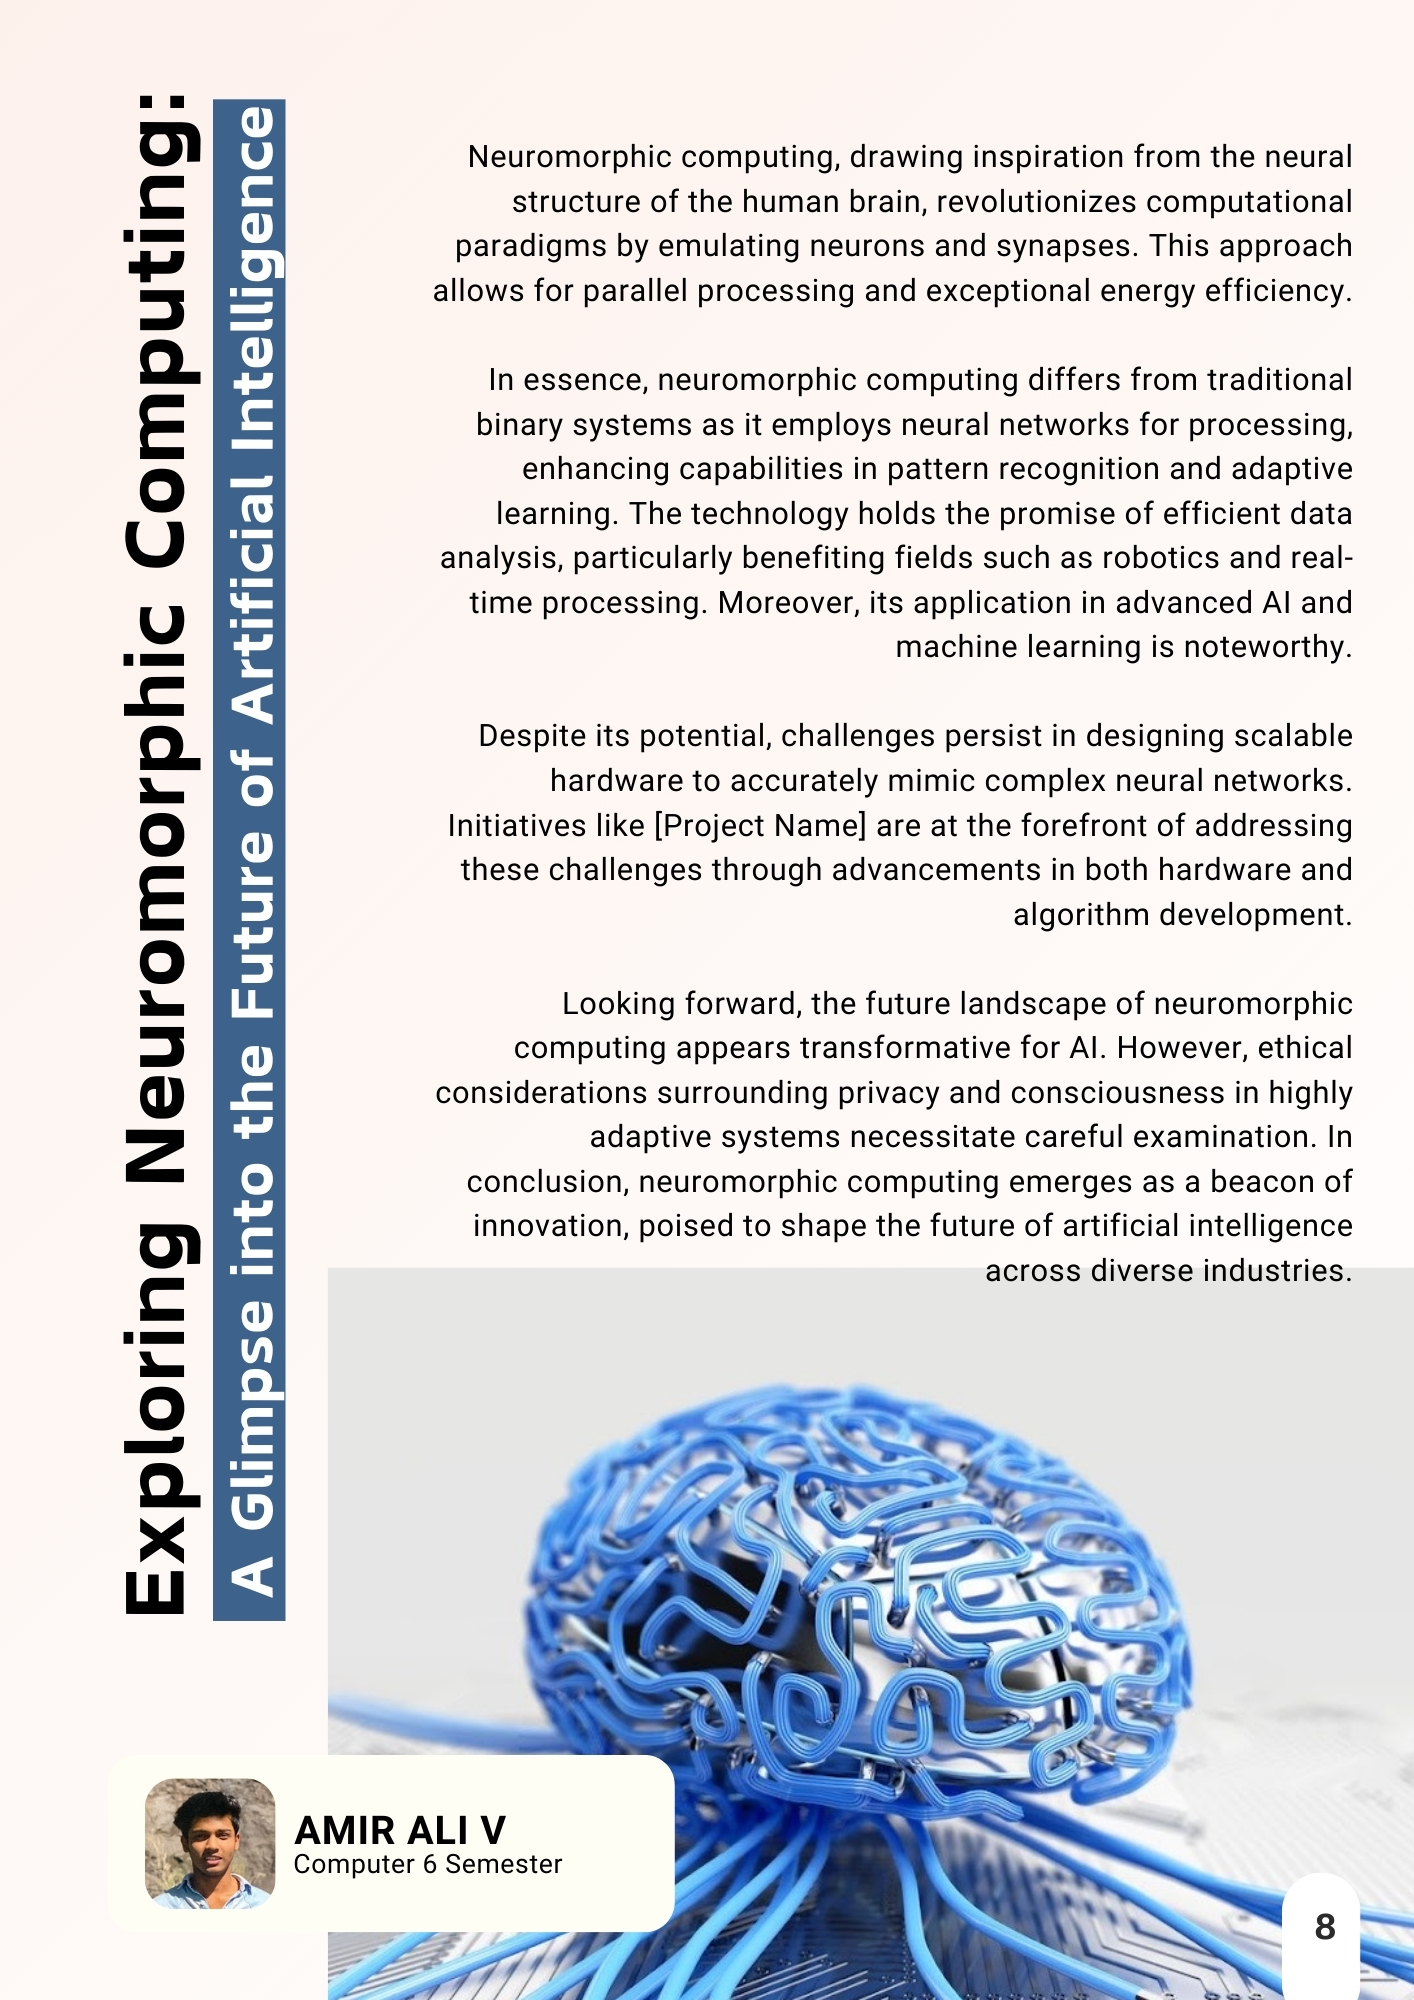 Exploring Neuromorphic Computing:
A Glimpse into the Future of Artificial Intelligence
Neuromorphic computing, drawing inspiration from the neural
structure of the human brain, revolutionizes computational
paradigms by emulating neurons and synapses. This approach
allows for parallel processing and exceptional energy efficiency.
In essence, neuromorphic computing differs from traditional
binary systems as it employs neural networks for processing,
enhancing capabilities in pattern recognition and adaptive
learning. The technology holds the promise of efficient data
analysis, particularly benefiting fields such as robotics and real-
time processing. Moreover, its application in advanced AI and
machine learning is noteworthy.
Despite its potential, challenges persist in designing scalable
hardware to accurately mimic complex neural networks.
Initiatives like [Project Name] are at the forefront of addressing
these challenges through advancements in both hardware and
algorithm development.
Looking forward, the future landscape of neuromorphic
computing appears transformative for AI. However, ethical
considerations surrounding privacy and consciousness in highly
adaptive systems necessitate careful examination. In
conclusion, neuromorphic computing emerges as a beacon of
innovation, poised to shape the future of artificial intelligence
across diverse industries.
AMIR ALI V
Computer 6 Semester
8